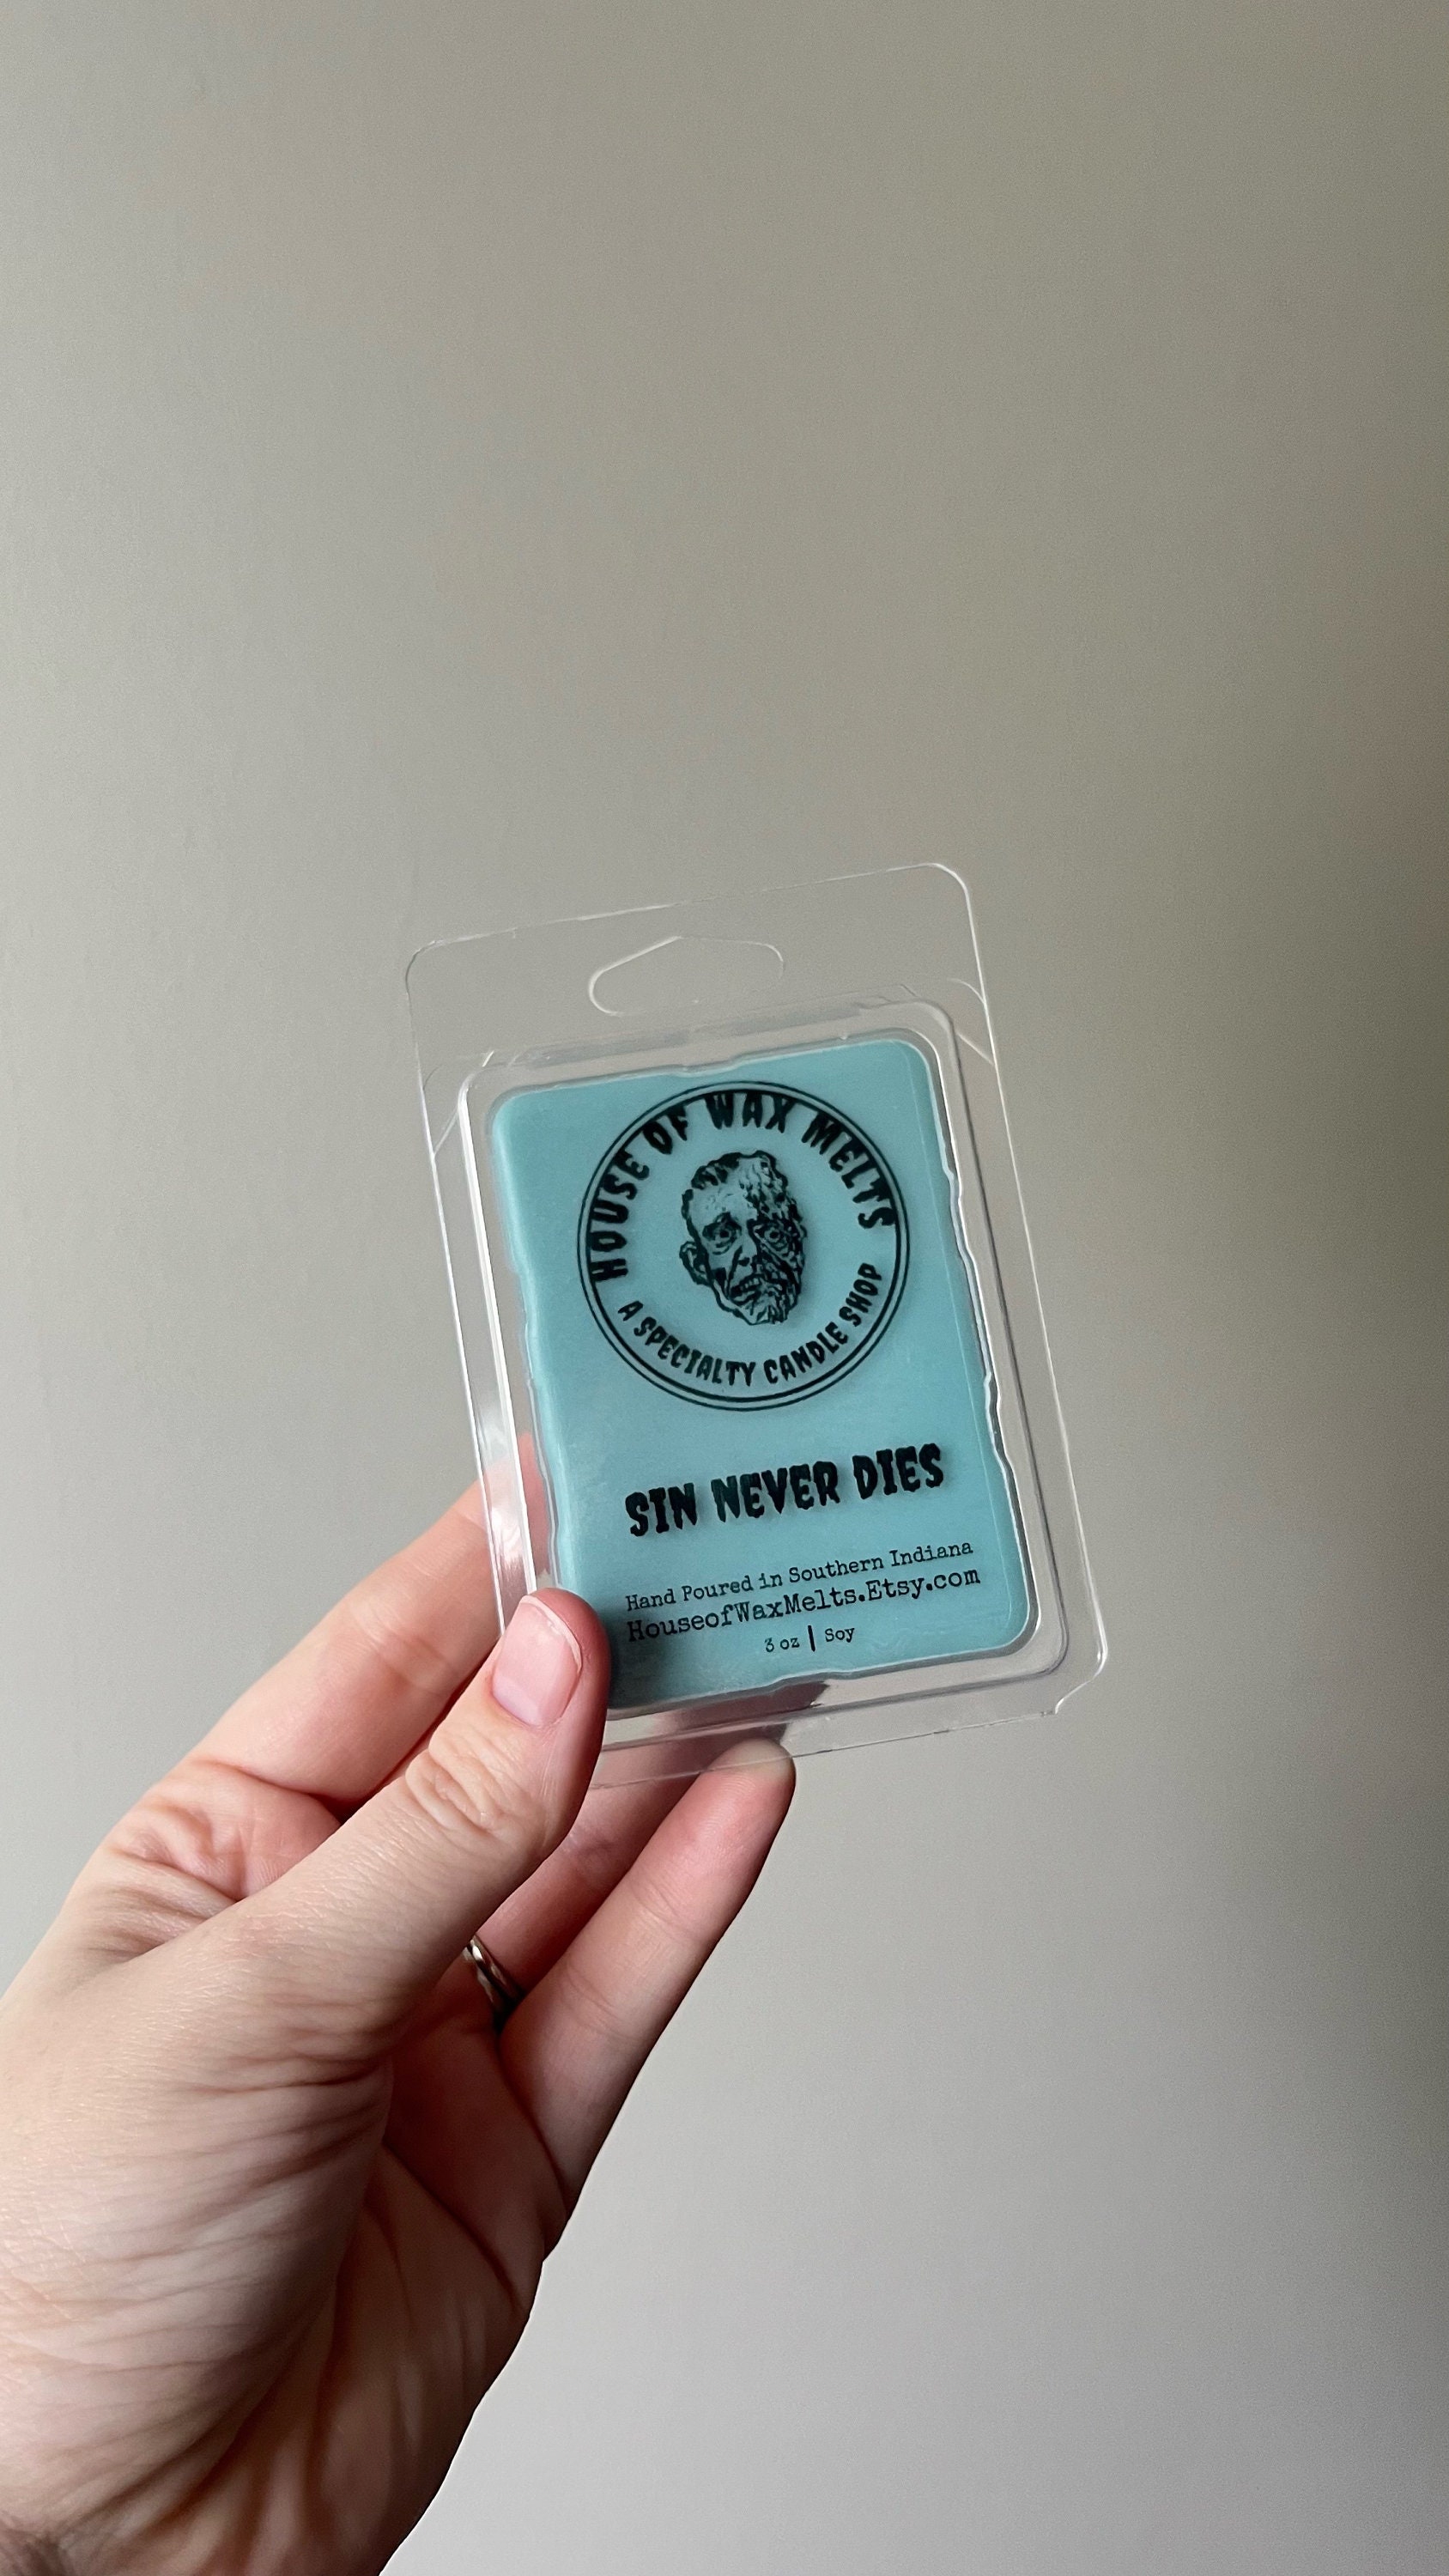 HOUSE OF WAX MELTS
A SPECIALTY CANDLE SHOP
SIN NEVER DIES
Hand Poured in Southern Indiana
HouseofWaxMelts.Etsy.com
3 oz | Soy